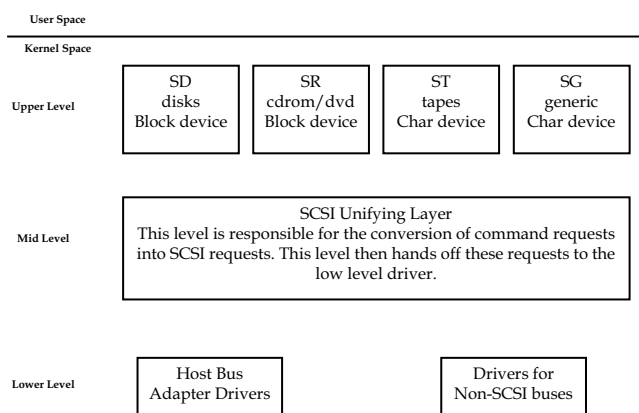 User Space
Kernel Space
Upper Level
SD
disks
Block device
SR
cdrom/dvd
Block device
ST
tapes
Char device
SG
generic
Char device
Mid Level
SCSI Unifying Layer
This level is responsible for the conversion of command requests
into SCSI requests. This level then hands off these requests to the
low level driver.
Lower Level
Host Bus
Adapter Drivers
Drivers for
Non-SCSI buses